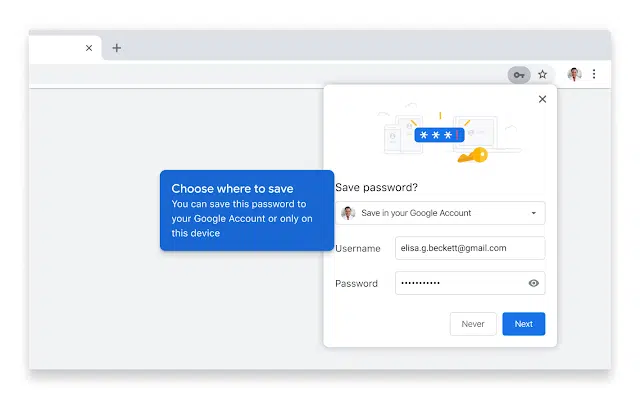 Choose where to save
You can save this password to
your Google Account or only on
this device
***!
Save password?
Save in your Google Account
Username
elisa.g.beckett@gmail.com
Password
•••••••••••
Never
Next